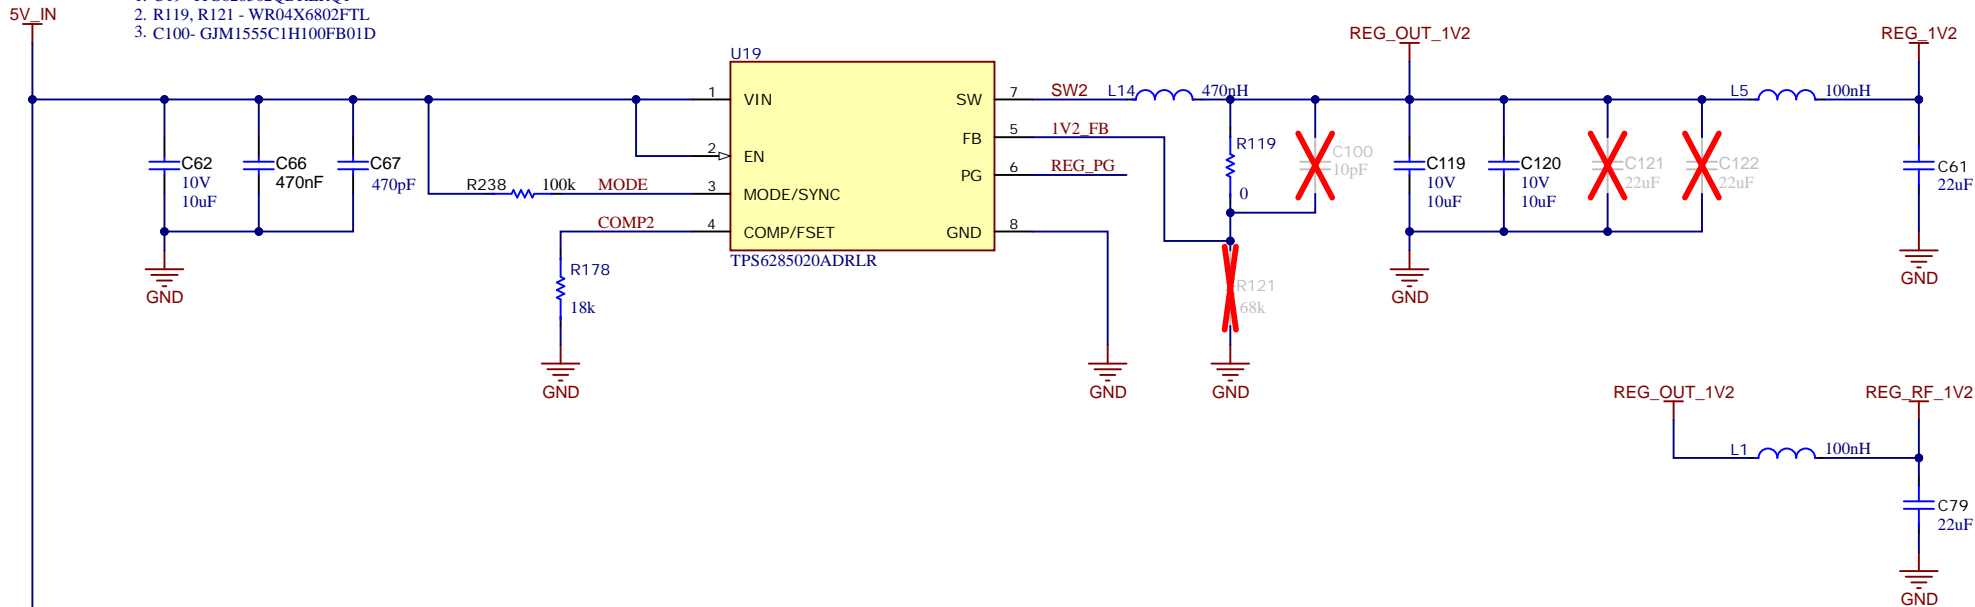 5V_IN
2. R119, R121 - WR04X6802FTL
3. C100- GJM1555C1H100FB01D
U19
REG_OUT_1V2
REG_1V2
1 VIN
SW 7 SW2 L14 470nH
L5 100nH
FB 5 1V2_FB
2 EN
PG 6 REG_PG
R238 100k MODE 3 MODE/SYNC
COMP2 4 COMP/FSET
GND 8
TPS6285020ADRLR
C62
10V
10uF
C66
470nF
C67
470pF
R178
18k
R119
0
C100
10pF
R121
68k
C119
10V
10uF
C120
10V
10uF
C121
22uF
C122
22uF
C61
22uF
GND
GND
GND
GND
GND
GND
REG_OUT_1V2
REG_RF_1V2
L1 100nH
C79
22uF
GND